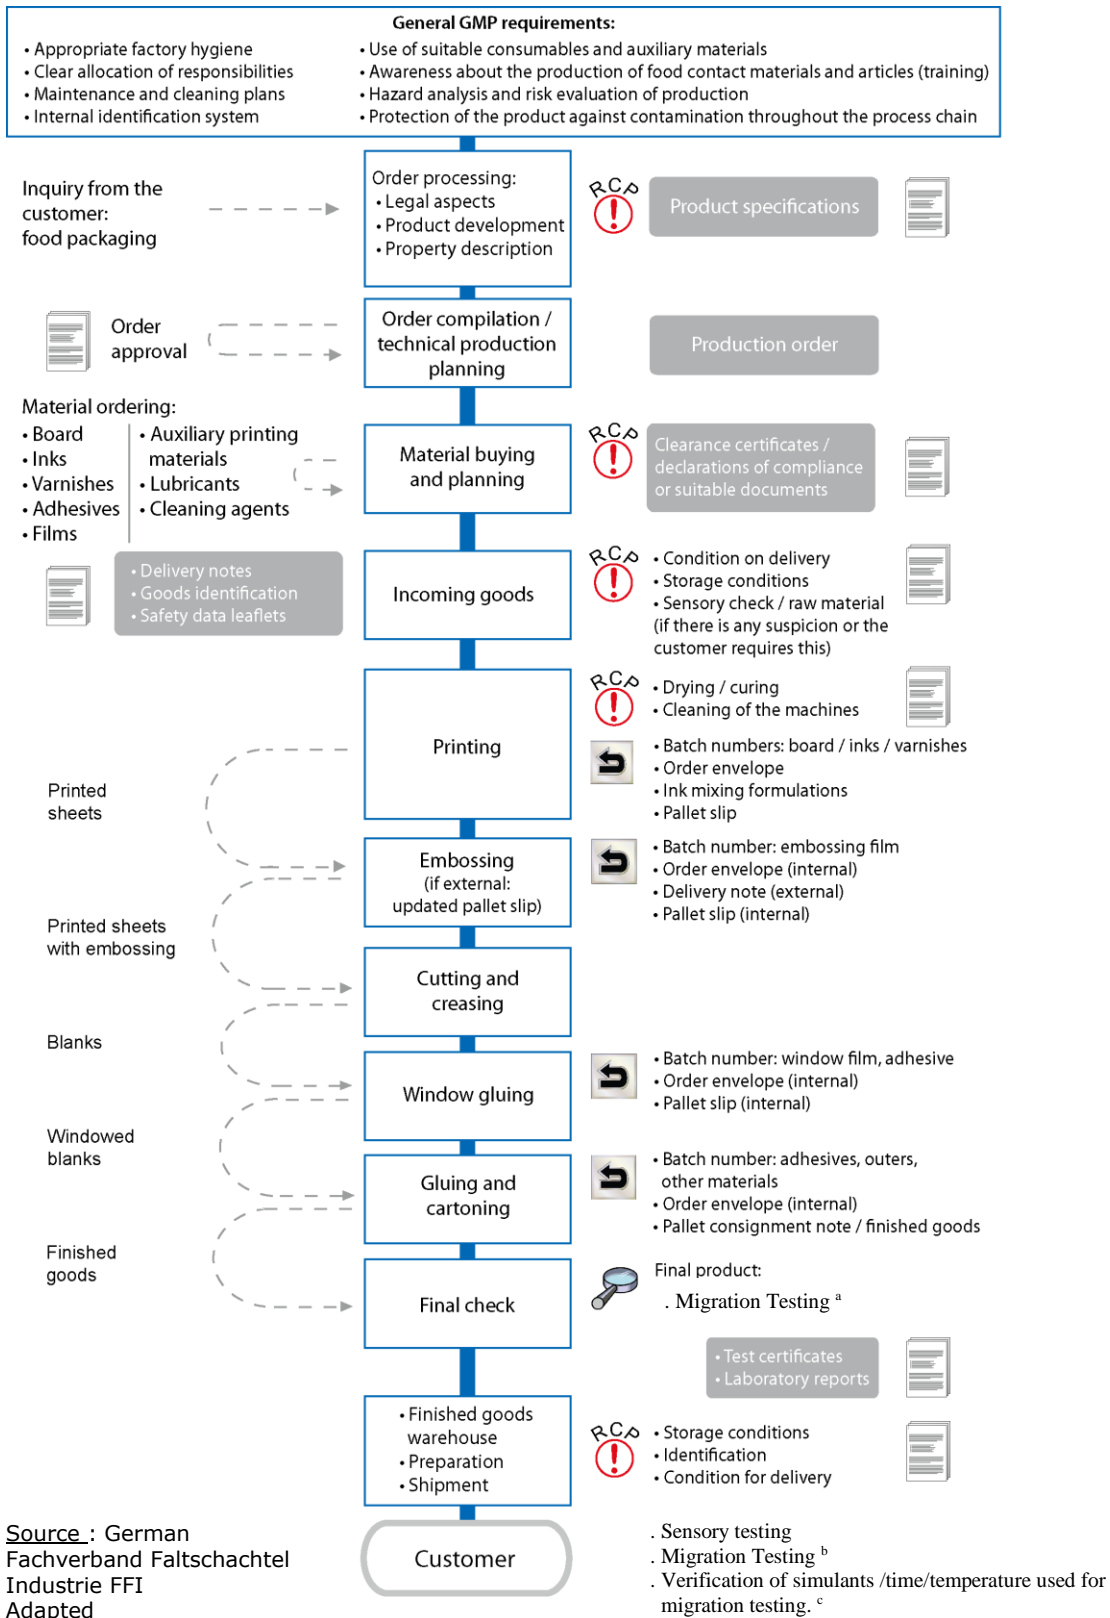 General GMP requirements:
• Appropriate factory hygiene
• Clear allocation of responsibilities
• Maintenance and cleaning plans
• Internal identification system
• Use of suitable consumables and auxiliary materials
• Awareness about the production of food contact materials and articles (training)
• Hazard analysis and risk evaluation of production
• Protection of the product against contamination throughout the process chain
Inquiry from the
customer:
food packaging
Order processing:
• Legal aspects
• Product development
• Property description
RCP
Product specifications
Order
approval
Order compilation /
technical production
planning
Production order
Material ordering:
• Board
• Inks
• Varnishes
• Adhesives
• Films
• Auxiliary printing
materials
• Lubricants
• Cleaning agents
Material buying
and planning
RCP
Clearance certificates /
declarations of compliance
or suitable documents
• Delivery notes
• Goods identification
• Safety data leaflets
Incoming goods
RCP
• Condition on delivery
• Storage conditions
• Sensory check / raw material
(if there is any suspicion or the
customer requires this)
Printing
RCP
• Drying / curing
• Cleaning of the machines
• Batch numbers: board / inks / varnishes
• Order envelope
• Ink mixing formulations
• Pallet slip
Printed
sheets
Embossing
(if external:
updated pallet slip)
• Batch number: embossing film
• Order envelope (internal)
• Delivery note (external)
• Pallet slip (internal)
Printed sheets
with embossing
Cutting and
creasing
Blanks
Window gluing
• Batch number: window film, adhesive
• Order envelope (internal)
• Pallet slip (internal)
Windowed
blanks
Gluing and
cartoning
• Batch number: adhesives, outers,
other materials
• Order envelope (internal)
• Pallet consignment note / finished goods
Finished
goods
Final check
Final product:
. Migration Testing a
• Test certificates
• Laboratory reports
• Finished goods
warehouse
• Preparation
• Shipment
RCP
• Storage conditions
• Identification
• Condition for delivery
Customer
. Sensory testing
. Migration Testing b
. Verification of simulants /time/temperature used for
migration testing. c
Source : German
Fachverband Faltschachtel
Industrie FFI
Adapted